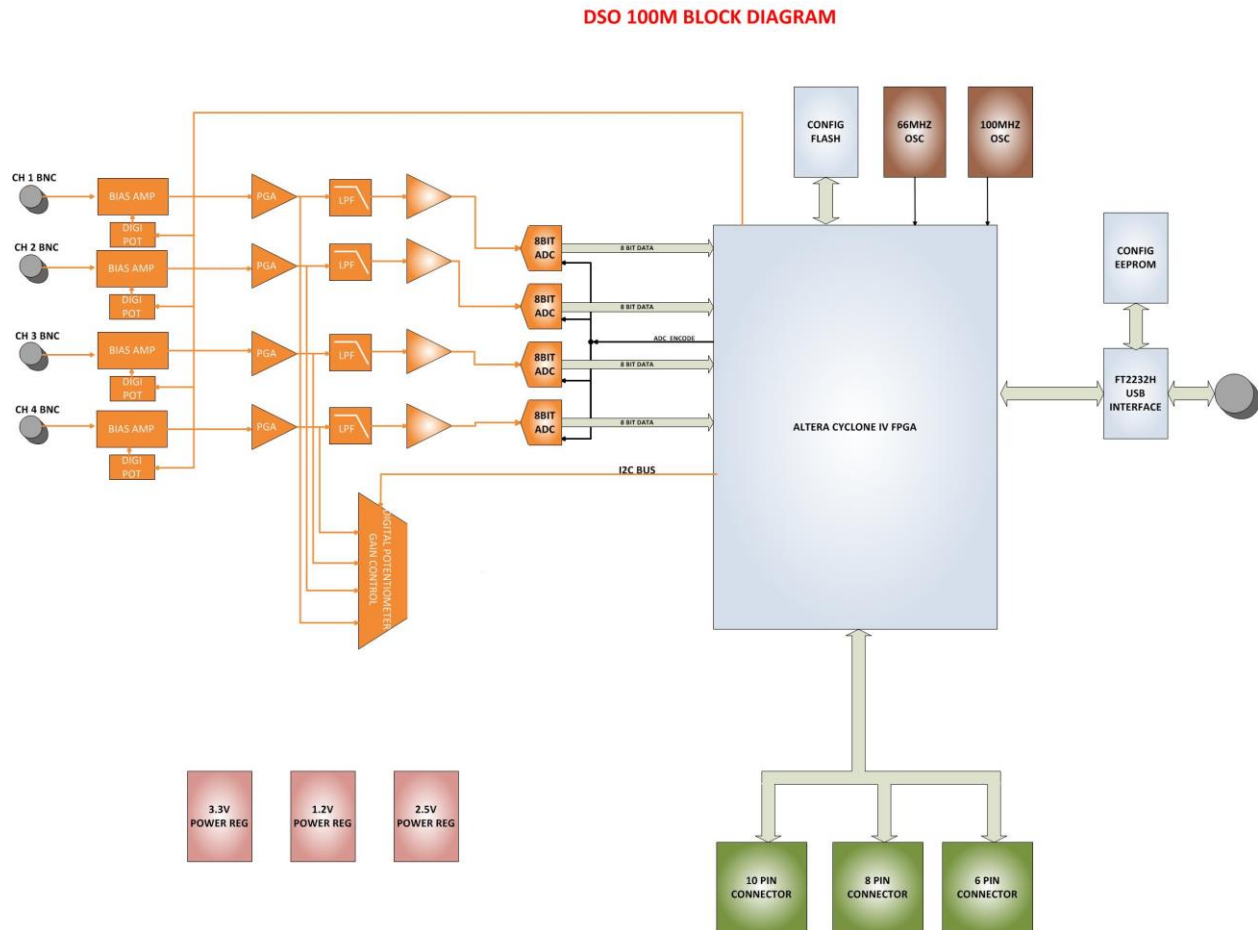 DSO 100M BLOCK DIAGRAM
CONFIG
FLASH
66MHZ
OSC
100MHZ
OSC
CH 1 BNC
BIAS AMP
PGA
LPF
DIGI
POT
8BIT
ADC
8 BIT DATA
CH 2 BNC
BIAS AMP
PGA
LPF
DIGI
POT
8BIT
ADC
8 BIT DATA
ADC ENCODE
CH 3 BNC
BIAS AMP
PGA
LPF
DIGI
POT
8BIT
ADC
8 BIT DATA
CH 4 BNC
BIAS AMP
PGA
LPF
DIGI
POT
8BIT
ADC
8 BIT DATA
I2C BUS
DIGITAL POTENTIOMETER
GAIN CONTROL
ALTERA CYCLONE IV FPGA
CONFIG
EEPROM
FT2232H
USB
INTERFACE
3.3V
POWER REG
1.2V
POWER REG
2.5V
POWER REG
10 PIN
CONNECTOR
8 PIN
CONNECTOR
6 PIN
CONNECTOR